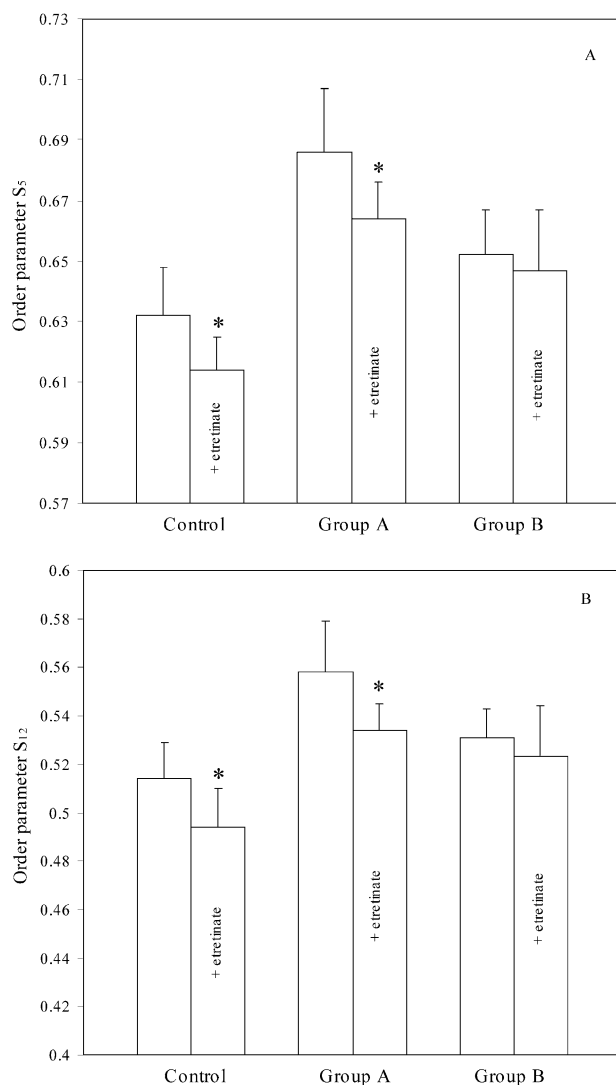 0.73
A
0.71
0.69
0.67
0.65
0.63
0.61
0.59
0.57
Order parameter S5
*
*
+ etretinate
+ etretinate
+ etretinate
Control
Group A
Group B
0.6
B
0.58
0.56
0.54
0.52
0.5
0.48
0.46
0.44
0.42
0.4
Order parameter S12
*
*
+ etretinate
+ etretinate
+ etretinate
Control
Group A
Group B